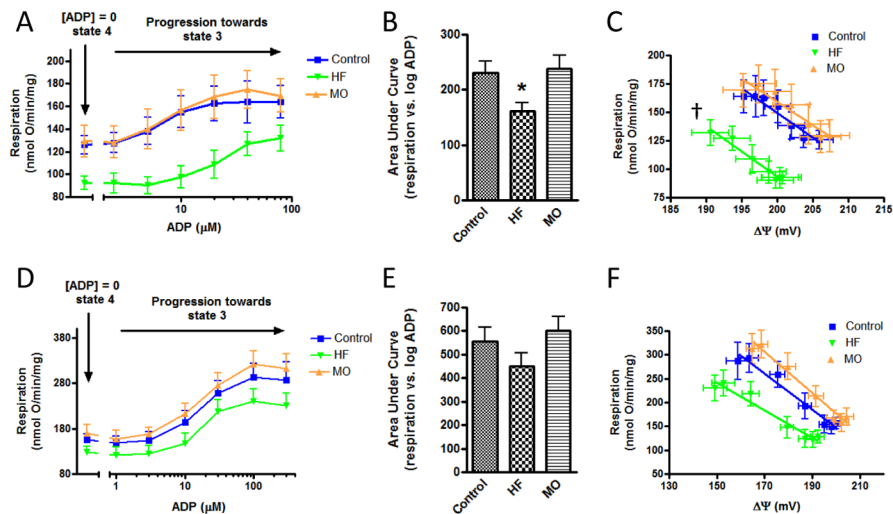 A
[ADP] = 0
state 4
Progression towards
state 3
Control
HF
MO
Respiration
(nmol O/min/mg)
200
180
160
140
120
100
80
10
100
ADP (μM)
B
Area Under Curve
(respiration vs. log ADP)
300
200
100
0
*
Control
HF
MO
C
Respiration
(nmol O/min/mg)
200
175
150
125
100
75
†
Control
HF
MO
185
190
195
200
205
210
215
ΔΨ (mV)
D
[ADP] = 0
state 4
Progression towards
state 3
Control
HF
MO
Respiration
(nmol O/min/mg)
380
280
180
80
1
10
100
ADP (μM)
E
Area Under Curve
(respiration vs. log ADP)
700
600
500
400
300
200
100
0
Control
HF
MO
F
Respiration
(nmol O/min/mg)
400
350
300
250
200
150
100
50
0
Control
HF
MO
130
150
170
190
210
ΔΨ (mV)